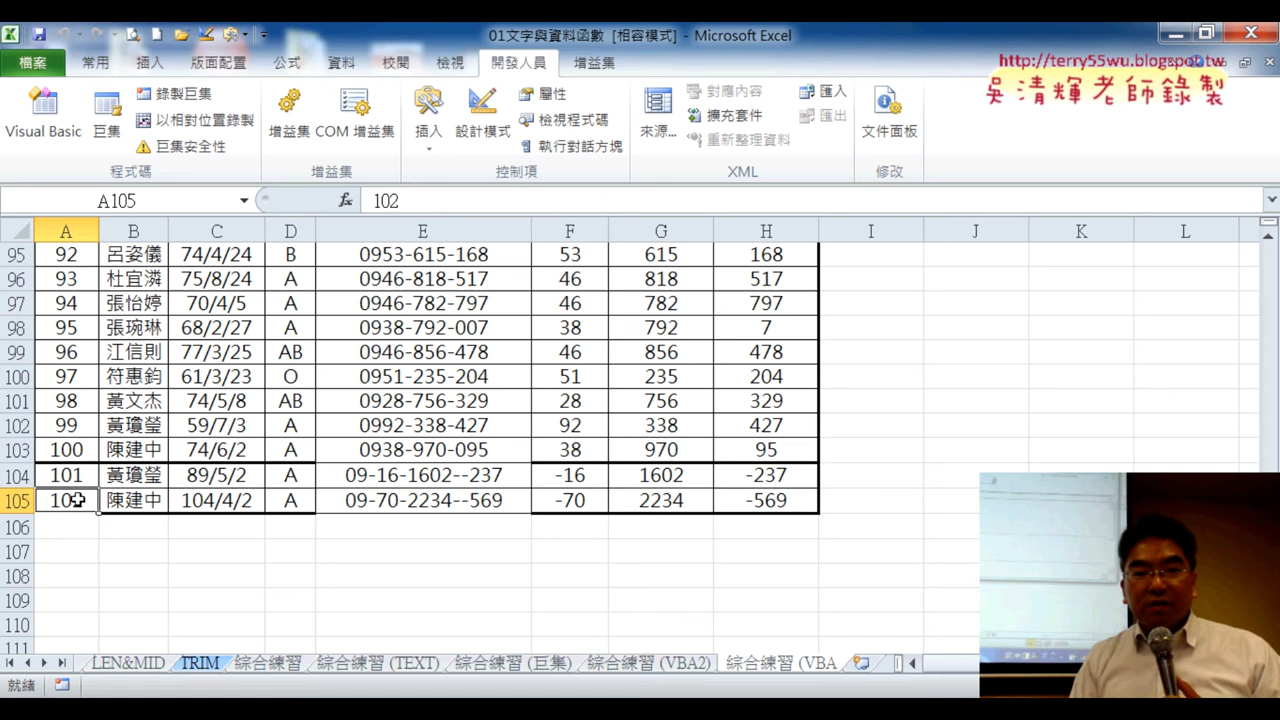 01文字與資料函數 [相容模式] - Microsoft Excel
http://terry55wu.blogspot.tw
吳清輝老師錄製
檔案 常用 插入 版面配置 公式 資料 校閱 檢視 開發人員 增益集
Visual Basic 巨集 錄製巨集 以相對位置錄製 巨集安全性 增益集 COM 增益集 插入 設計模式 屬性 檢視程式碼 執行對話方塊 來源... 對應內容 擴充套件 重新整理資料 匯入 匯出 文件面板
程式碼 增益集 控制項 XML 修改
A105 fx 102
A B C D E F G H I J K L
95 92 呂姿儀 74/4/24 B 0953-615-168 53 615 168
96 93 杜宜潾 75/8/24 A 0946-818-517 46 818 517
97 94 張怡婷 70/4/5 A 0946-782-797 46 782 797
98 95 張琬琳 68/2/27 A 0938-792-007 38 792 7
99 96 江信則 77/3/25 AB 0946-856-478 46 856 478
100 97 符惠鈞 61/3/23 O 0951-235-204 51 235 204
101 98 黃文杰 74/5/8 AB 0928-756-329 28 756 329
102 99 黃瓊瑩 59/7/3 A 0992-338-427 92 338 427
103 100 陳建中 74/6/2 A 0938-970-095 38 970 95
104 101 黃瓊瑩 89/5/2 A 09-16-1602--237 -16 1602 -237
105 10 陳建中 104/4/2 A 09-70-2234--569 -70 2234 -569
106
107
108
109
110
111
LEN&MID TRIM 綜合練習 綜合練習 (TEXT) 綜合練習 (巨集) 綜合練習 (VBA2) 綜合練習 (VBA
就緒